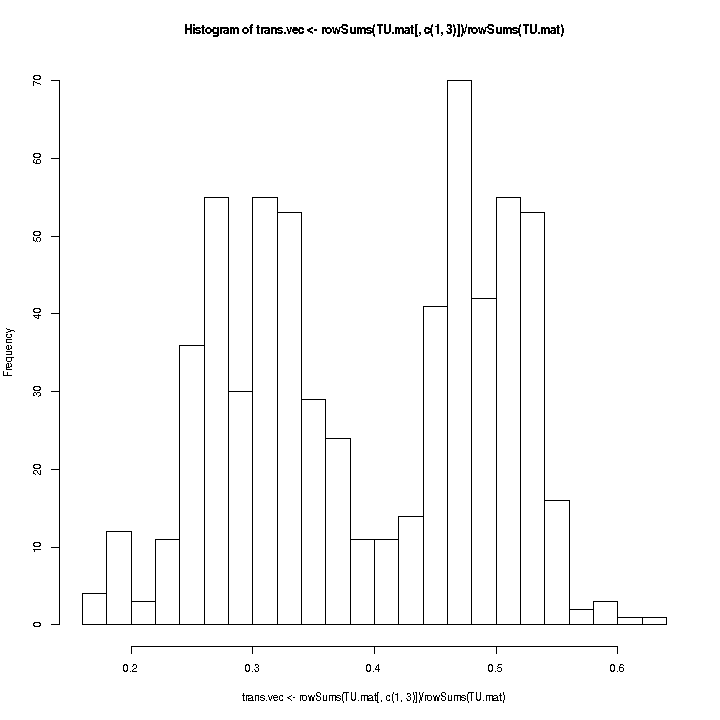 Histogram of trans.vec <- rowSums(TU.mat[, c(1, 3)])/rowSums(TU.mat)
70
60
50
40
30
20
10
0
Frequency
0.2 0.3 0.4 0.5 0.6
trans.vec <- rowSums(TU.mat[, c(1, 3)])/rowSums(TU.mat)